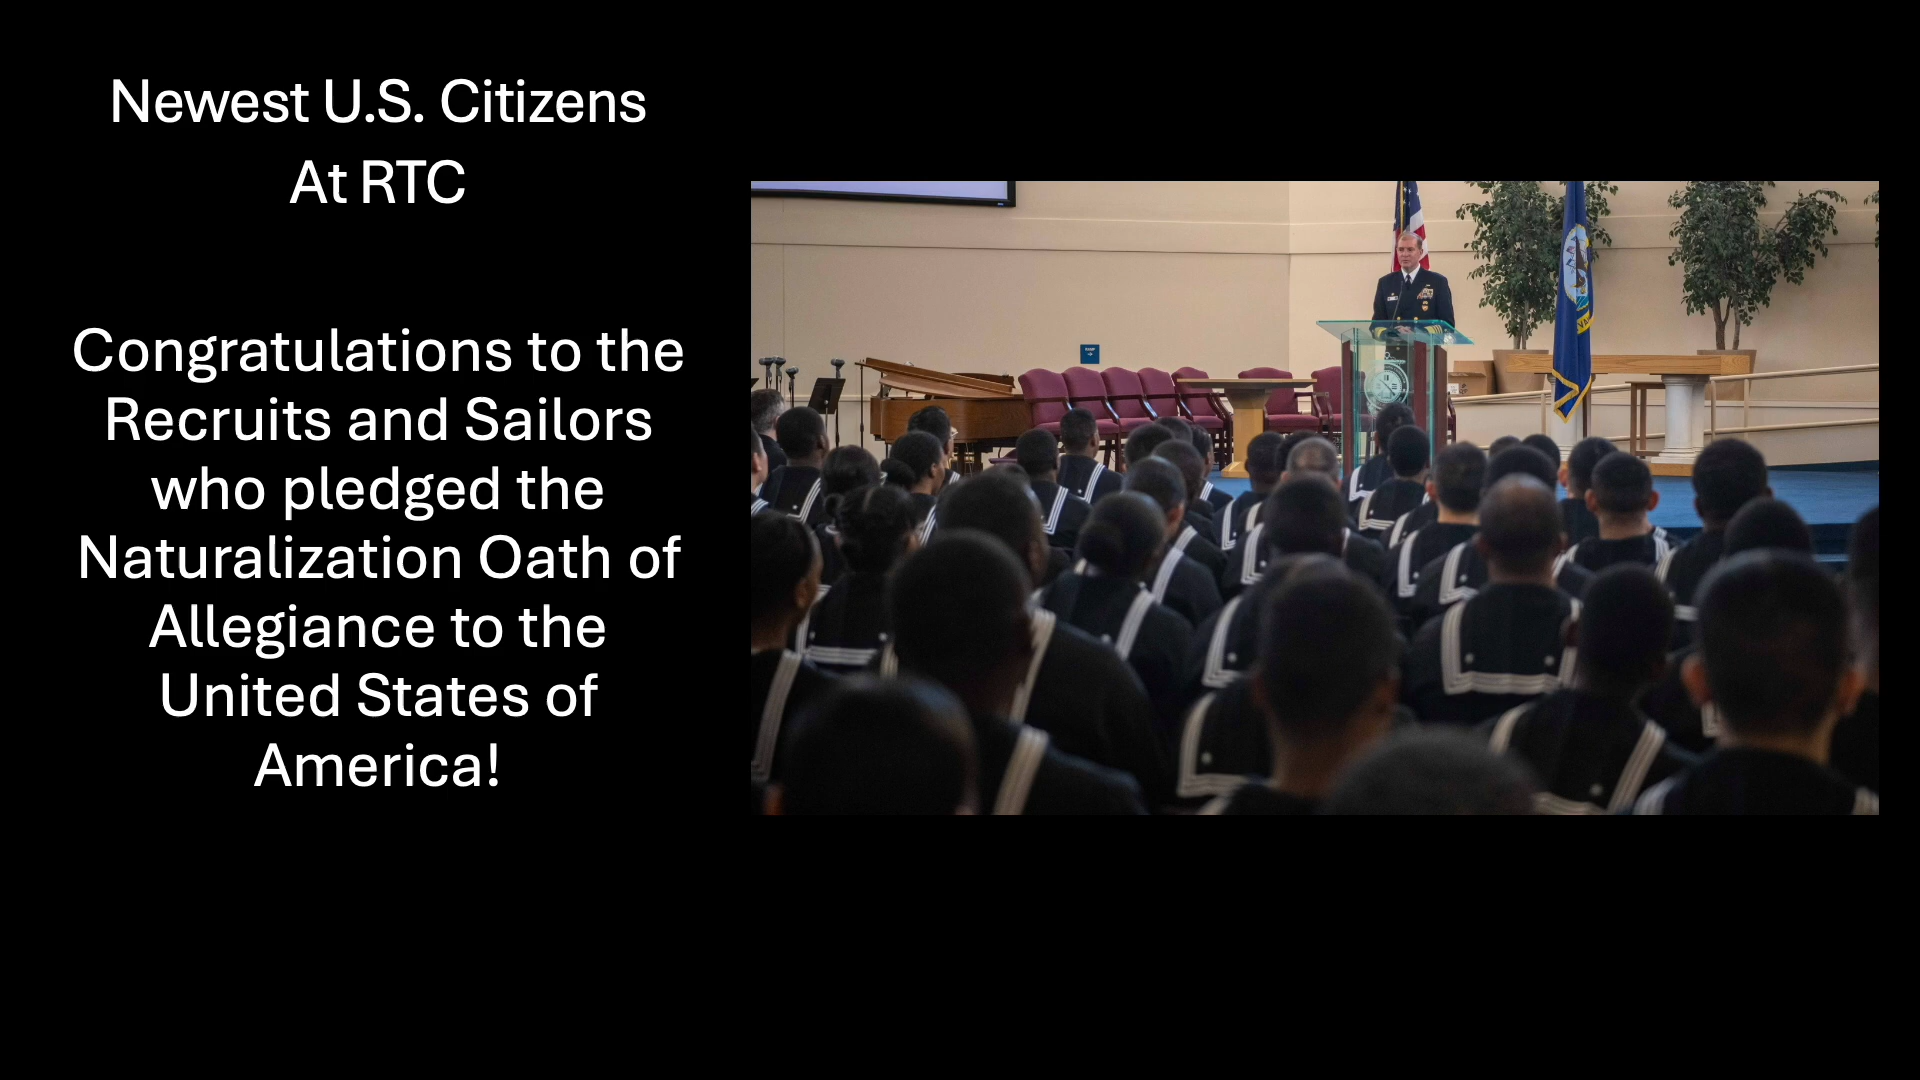 Newest U.S. Citizens
At RTC
Congratulations to the
Recruits and Sailors
who pledged the
Naturalization Oath of
Allegiance to the
United States of
America!